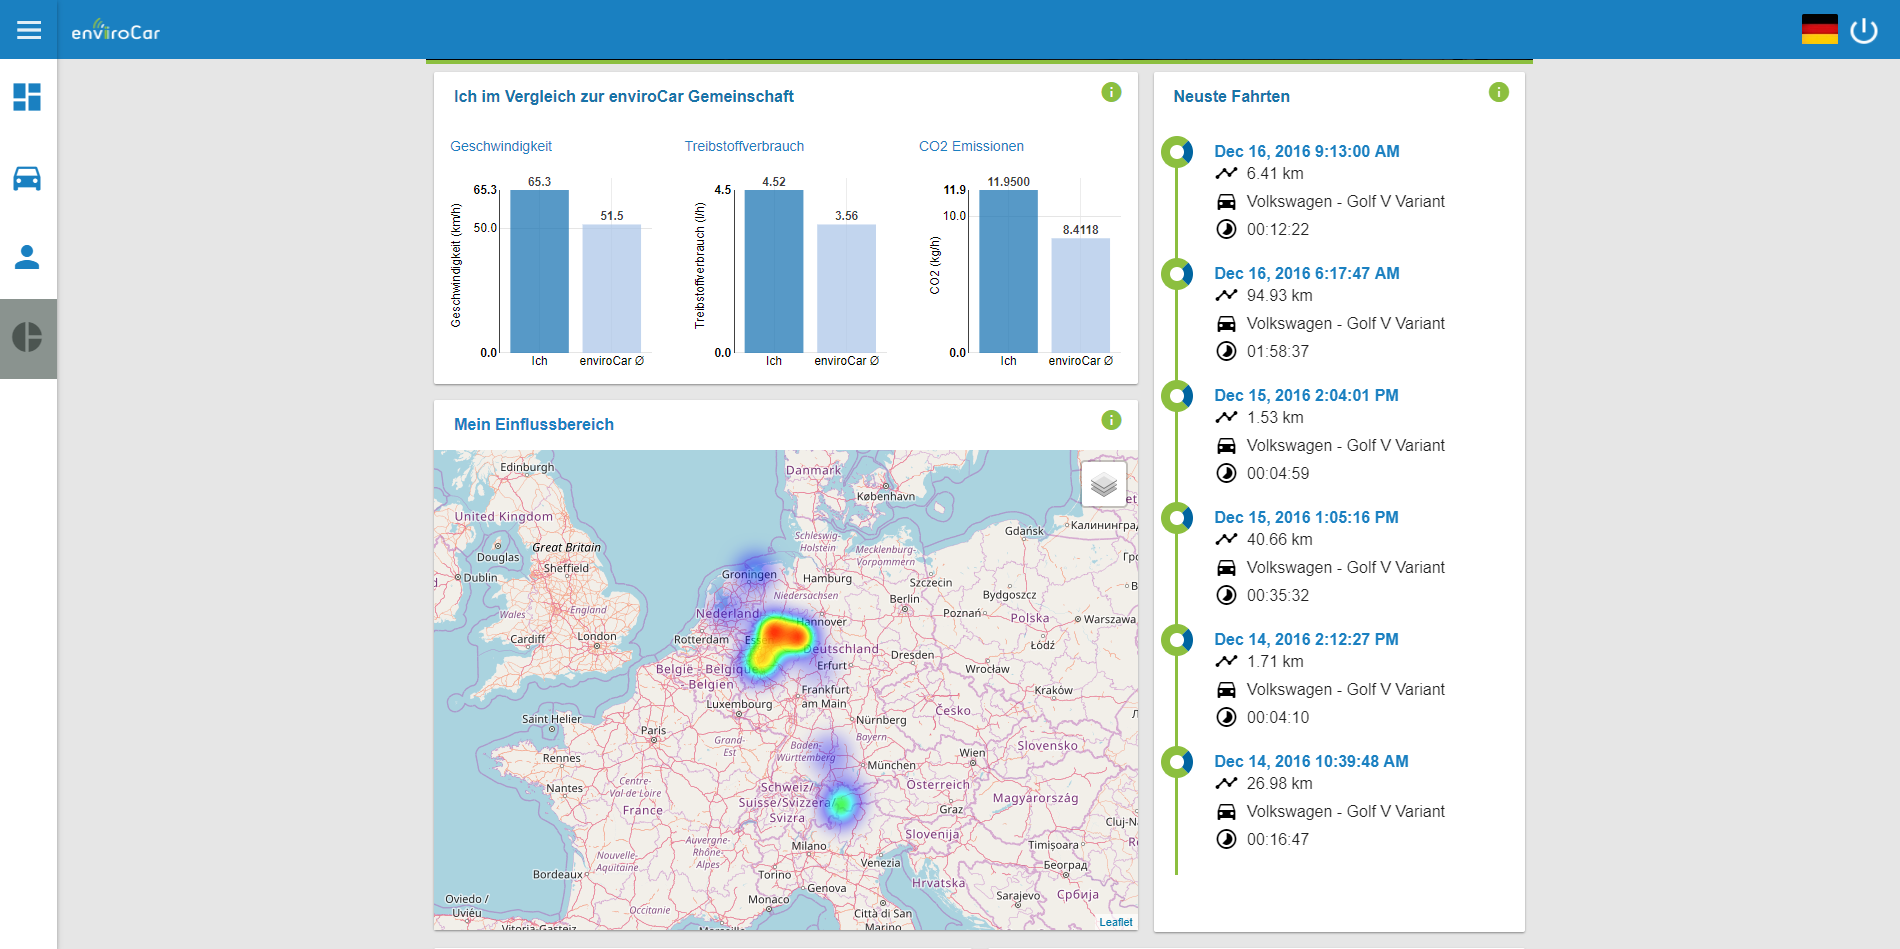 enviroCar
Ich im Vergleich zur enviroCar Gemeinschaft
Geschwindigkeit
65.3
50.0
0.0
Geschwindigkeit (km/h)
65.3
51.5
Ich
enviroCar Ø
Treibstoffverbrauch
4.5
0.0
Treibstoffverbrauch (l/h)
4.52
3.56
Ich
enviroCar Ø
CO2 Emissionen
11.9
10.0
0.0
CO2 (kg/h)
11.9500
8.4118
Ich
enviroCar Ø
Mein Einflussbereich
Edinburgh
Danmark
København
United Kingdom
Great Britain
Douglas
Sheffield
Dublin
Gdańsk
Калининград
Schleswig-
Holstein
Mecklenburg-
Vorpommern
Groningen
Hamburg
Szczecin
Bydgoszcz
Niedersachsen
Berlin
Poznań
Polska
Warszawa
Wales
England
Nederland
Hannover
Cardiff
London
Rotterdam
Deutschland
Łódź
Dresden
België - Belgique
- Belgien
Erfurt
Wrocław
Frankfurt
am Main
Kraków
Luxembourg
Česko
Saint Helier
Nürnberg
Paris
Grand-
Est
Baden-
Württemberg
Bayern
Slovensko
Wien
Rennes
München
Nantes
Centre-
Val-de Loire
Schweiz/
Suisse/Svizzera/
Svizra
Österreich
Magyarország
France
Graz
Cluj-N
Slovenija
Auvergne-
Rhône-
Alpes
Milano
Timișoara
Nouvelle-
Aquitaine
Venezia
Београд
Bordeaux
Torino
Genova
Hrvatska
Oviedo /
Uviéu
Monaco
Occitanie
Città di San
Marino
Sarajevo
Србија
Vitoria-Gasteiz
Marseille
Leaflet
Neuste Fahrten
Dec 16, 2016 9:13:00 AM
6.41 km
Volkswagen - Golf V Variant
00:12:22
Dec 16, 2016 6:17:47 AM
94.93 km
Volkswagen - Golf V Variant
01:58:37
Dec 15, 2016 2:04:01 PM
1.53 km
Volkswagen - Golf V Variant
00:04:59
Dec 15, 2016 1:05:16 PM
40.66 km
Volkswagen - Golf V Variant
00:35:32
Dec 14, 2016 2:12:27 PM
1.71 km
Volkswagen - Golf V Variant
00:04:10
Dec 14, 2016 10:39:48 AM
26.98 km
Volkswagen - Golf V Variant
00:16:47